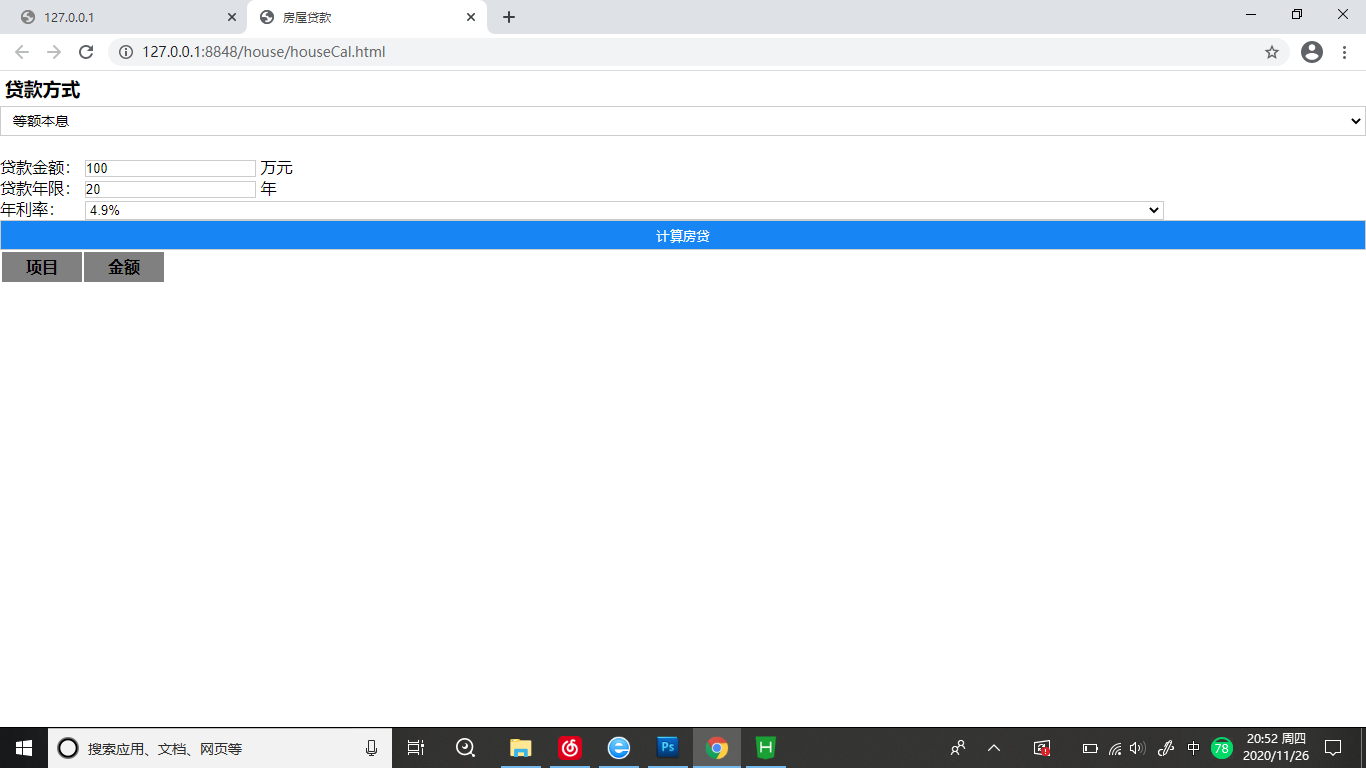 127.0.0.1
房屋贷款
127.0.0.1:8848/house/houseCal.html
贷款方式
等额本息
贷款金额： 100 万元
贷款年限： 20 年
年利率： 4.9%
计算房贷
项目 金额
搜索应用、文档、网页等
Ps
H
中
78
20:52 周四
2020/11/26